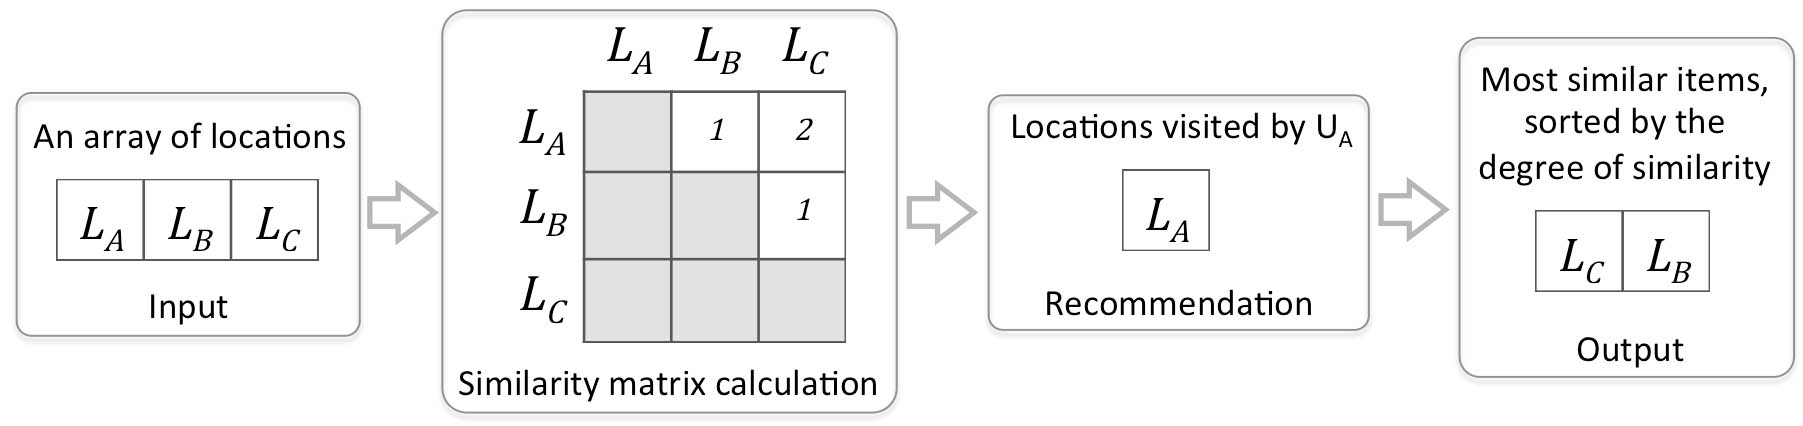 An array of locations
L_A L_B L_C
Input
L_A L_B L_C
L_A 1 2
L_B 1
L_C
Similarity matrix calculation
Locations visited by U_A
L_A
Recommendation
Most similar items,
sorted by the
degree of similarity
L_C L_B
Output